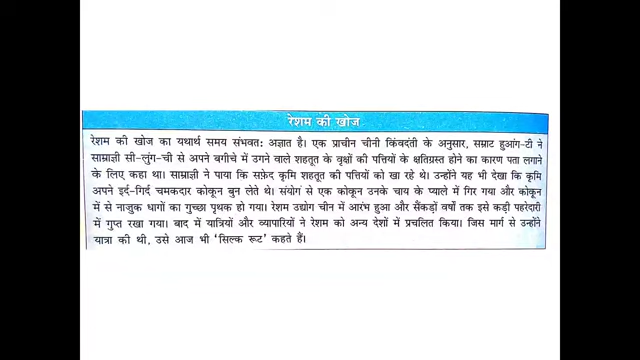 रेशम की खोज
रेशम की खोज का यथार्थ समय संभवत: अज्ञात है। एक प्राचीन चीनी किंवदंती के अनुसार, सम्राट हुआंग-टी ने
साम्राज्ञी सी-लुंग-ची से अपने बगीचे में उगने वाले शहतूत के वृक्षों की पत्तियों के क्षतिग्रस्त होने का कारण पता लगाने
के लिए कहा था। साम्राज्ञी ने पाया कि सफ़ेद कृमि शहतूत की पत्तियों को खा रहे थे। उन्होंने यह भी देखा कि कृमि
अपने इर्द-गिर्द चमकदार कोकून बुन लेते थे। संयोग से एक कोकून उनके चाय के प्याले में गिर गया और कोकून
में से नाजुक धागों का गुच्छा पृथक हो गया। रेशम उद्योग चीन में आरंभ हुआ और सैंकड़ों वर्षों तक इसे कड़ी पहरेदारी
में गुप्त रखा गया। बाद में यात्रियों और व्यापारियों ने रेशम को अन्य देशों में प्रचलित किया। जिस मार्ग से उन्होंने
यात्रा की थी, उसे आज भी ‘सिल्क रूट’ कहते हैं।